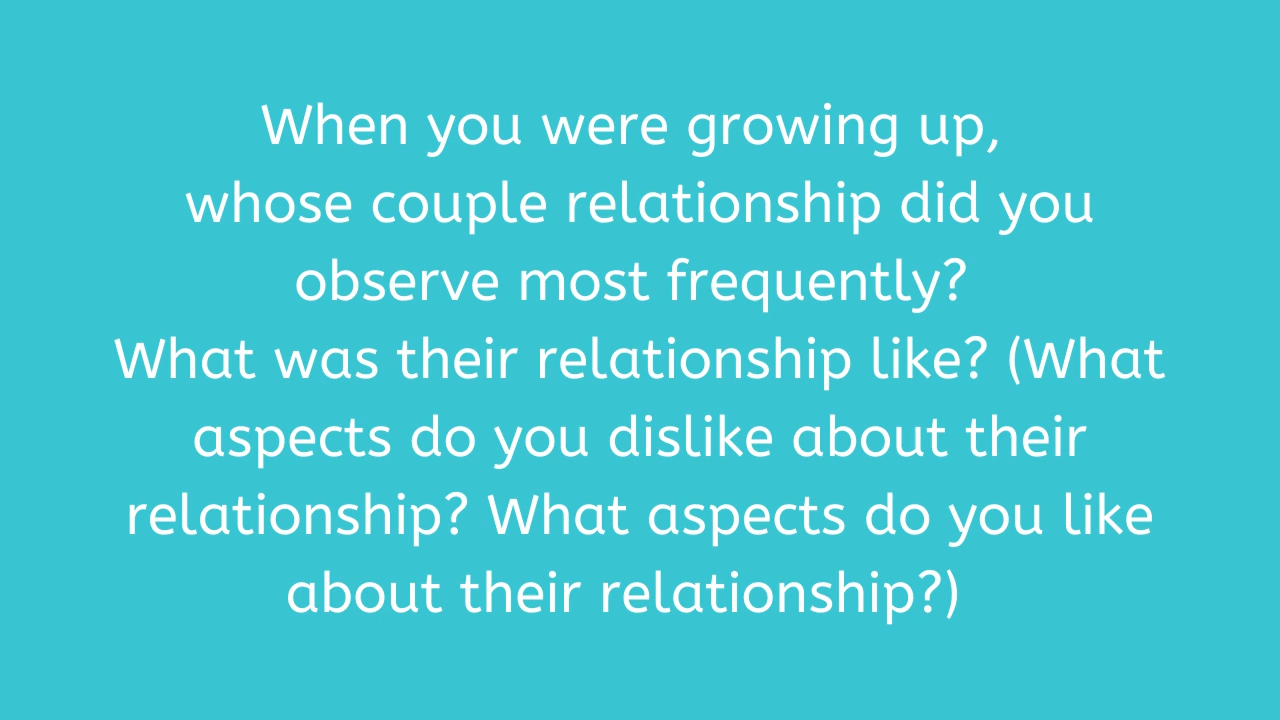 When you were growing up,
whose couple relationship did you
observe most frequently?
What was their relationship like? (What
aspects do you dislike about their
relationship? What aspects do you like
about their relationship?)